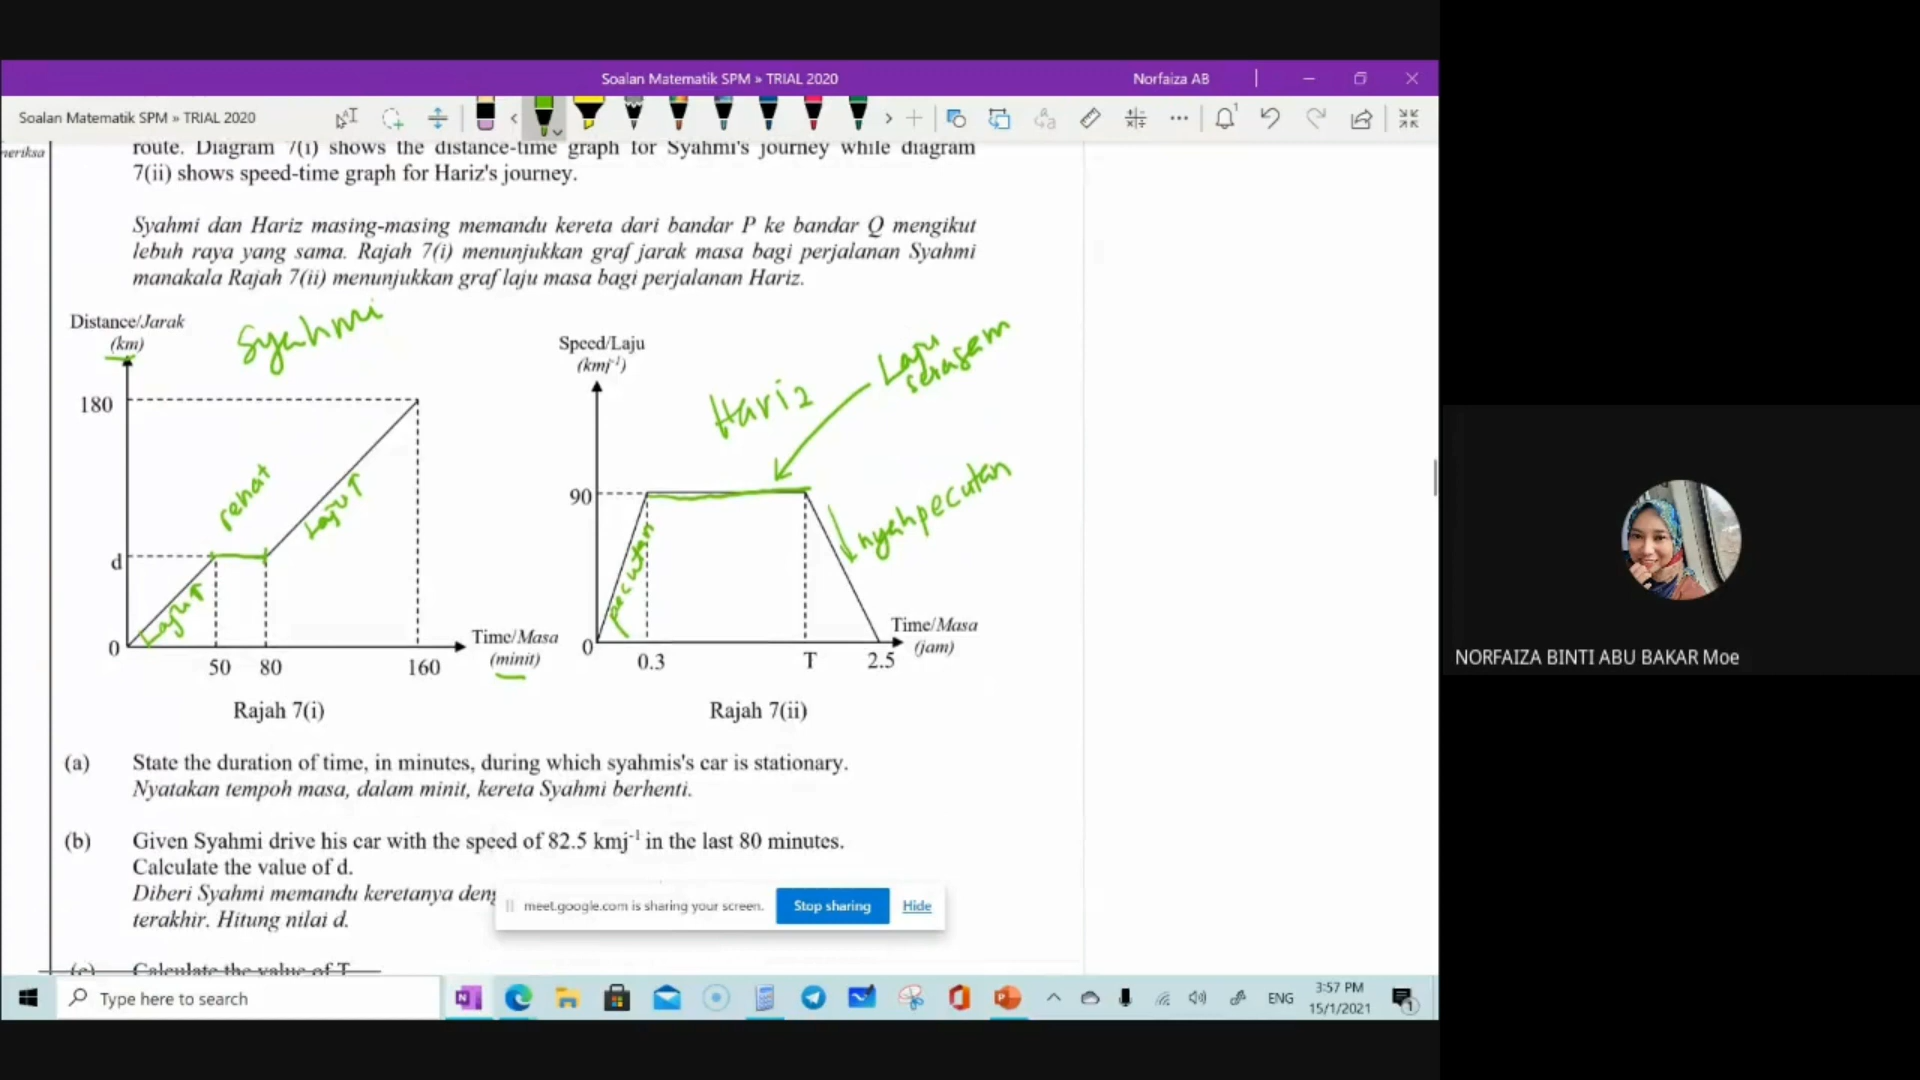 Soalan Matematik SPM » TRIAL 2020
Norfaiza AB
Soalan Matematik SPM » TRIAL 2020
neriksa
route. Diagram 7(i) shows the distance-time graph for Syahmi's journey while diagram
7(ii) shows speed-time graph for Hariz's journey.
Syahmi dan Hariz masing-masing memandu kereta dari bandar P ke bandar Q mengikut
lebuh raya yang sama. Rajah 7(i) menunjukkan graf jarak masa bagi perjalanan Syahmi
manakala Rajah 7(ii) menunjukkan graf laju masa bagi perjalanan Hariz.
Distance/Jarak
(km)
Syahmi
180
d
0
rehat
Laju↑
Laju↑
50 80 160
Time/Masa
(minit)
Rajah 7(i)
Speed/Laju
(kmj⁻¹)
Hariz
Laju
seragam
90
pecutan
nyahpecutan
0
0.3 T 2.5
Time/Masa
(jam)
Rajah 7(ii)
(a) State the duration of time, in minutes, during which syahmis's car is stationary.
Nyatakan tempoh masa, dalam minit, kereta Syahmi berhenti.
(b) Given Syahmi drive his car with the speed of 82.5 kmj⁻¹ in the last 80 minutes.
Calculate the value of d.
Diberi Syahmi memandu keretanya deng
terakhir. Hitung nilai d.
meet.google.com is sharing your screen. Stop sharing Hide
(c) Calculate the value of T
Type here to search
ENG
3:57 PM
15/1/2021
NORFAIZA BINTI ABU BAKAR Moe